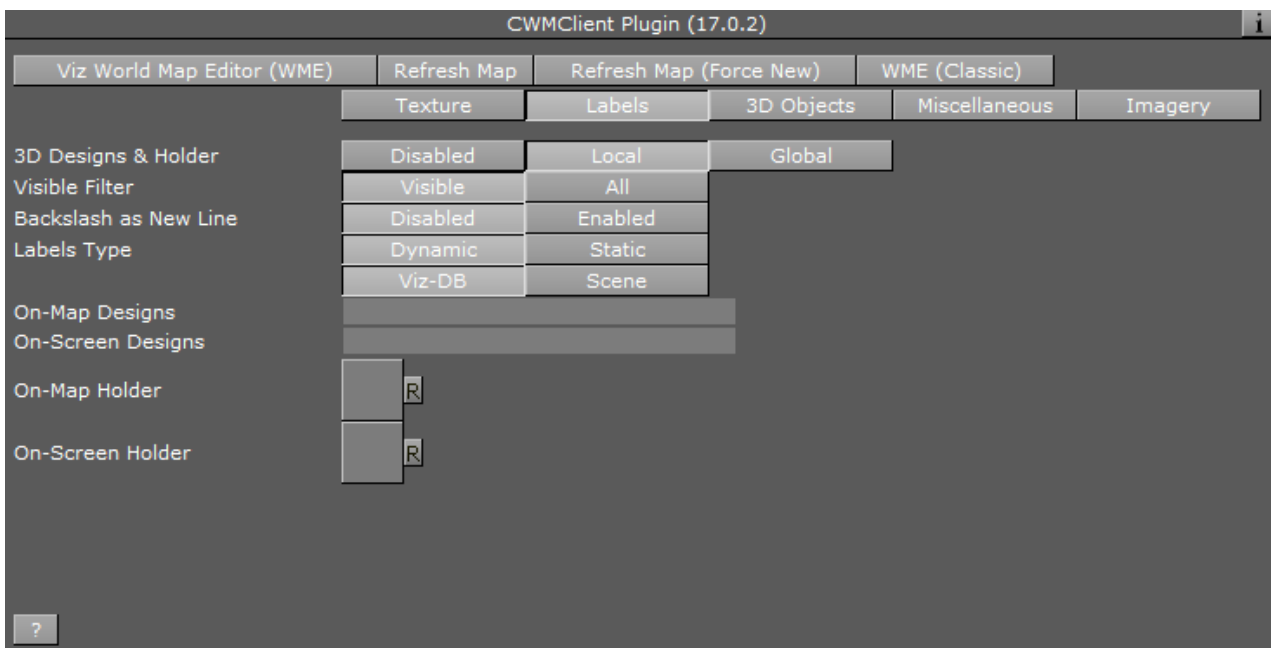 CWMClient Plugin (17.0.2) i
Viz World Map Editor (WME) Refresh Map Refresh Map (Force New) WME (Classic)
Texture Labels 3D Objects Miscellaneous Imagery
3D Designs & Holder Disabled Local Global
Visible Filter Visible All
Backslash as New Line Disabled Enabled
Labels Type Dynamic Static
Viz-DB Scene
On-Map Designs
On-Screen Designs
On-Map Holder R
On-Screen Holder R
?